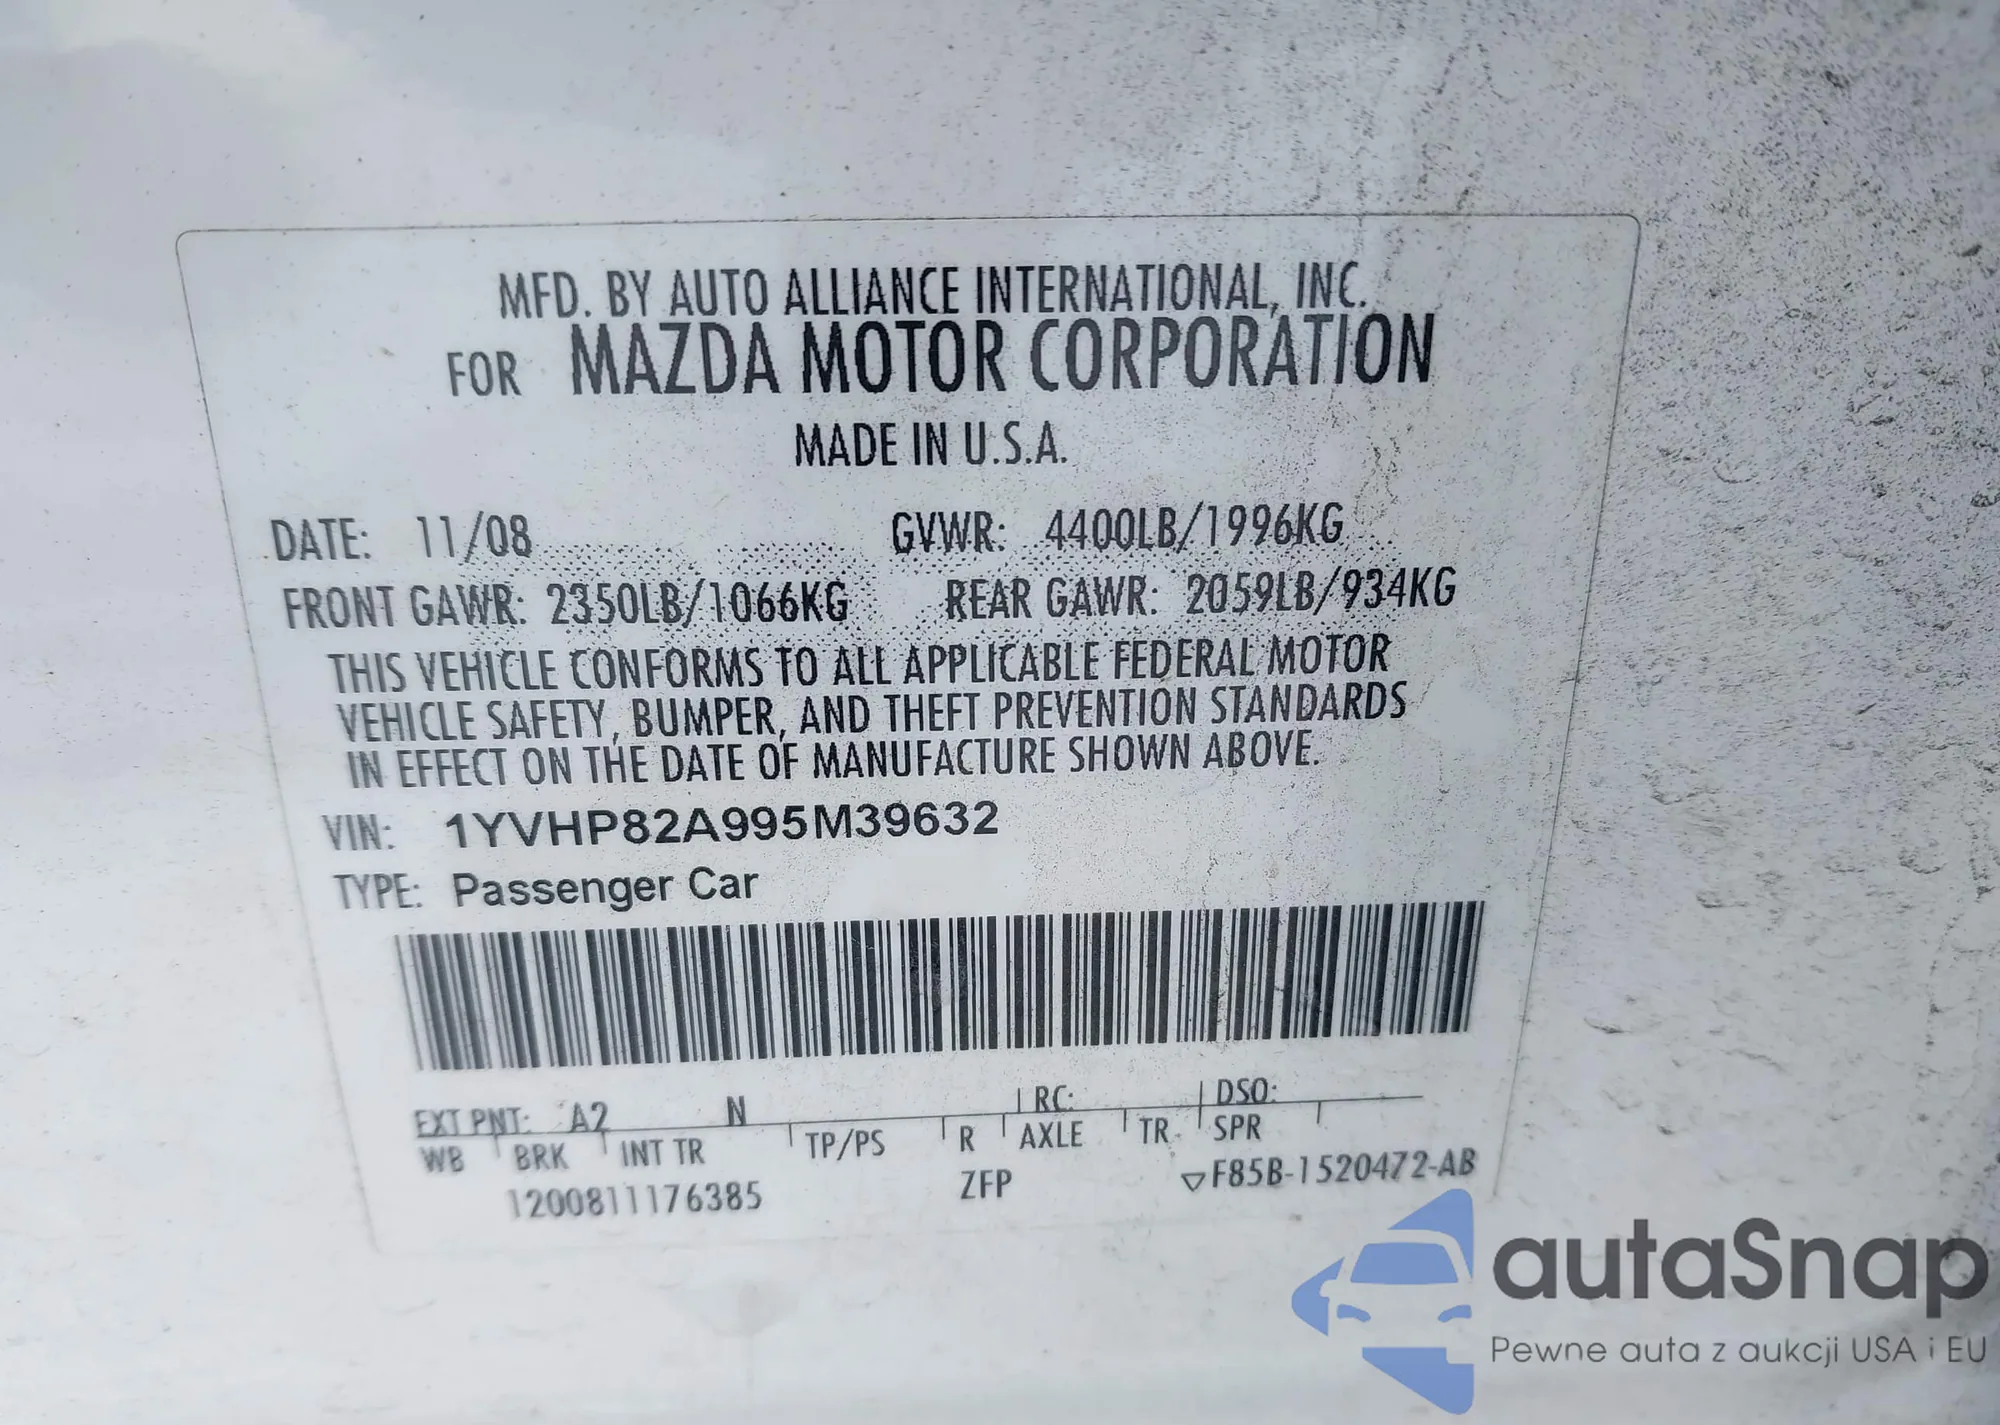 MFD. BY AUTO ALLIANCE INTERNATIONAL, INC.
FOR MAZDA MOTOR CORPORATION
MADE IN U.S.A.
DATE: 11/08 GVWR: 4400LB/1996KG
FRONT GAWR: 2350LB/1066KG REAR GAWR: 2059LB/934KG
THIS VEHICLE CONFORMS TO ALL APPLICABLE FEDERAL MOTOR
VEHICLE SAFETY, BUMPER, AND THEFT PREVENTION STANDARDS
IN EFFECT ON THE DATE OF MANUFACTURE SHOWN ABOVE.
VIN: 1YVHP82A995M39632
TYPE: Passenger Car
EXT PNT: A2 N RC: DSO:
WB BRK INT TR TP/PS R AXLE TR SPR
1200811176385 ZFP ▽F85B-1520472-AB
autaSnap
Pewne auta z aukcji USA i EU